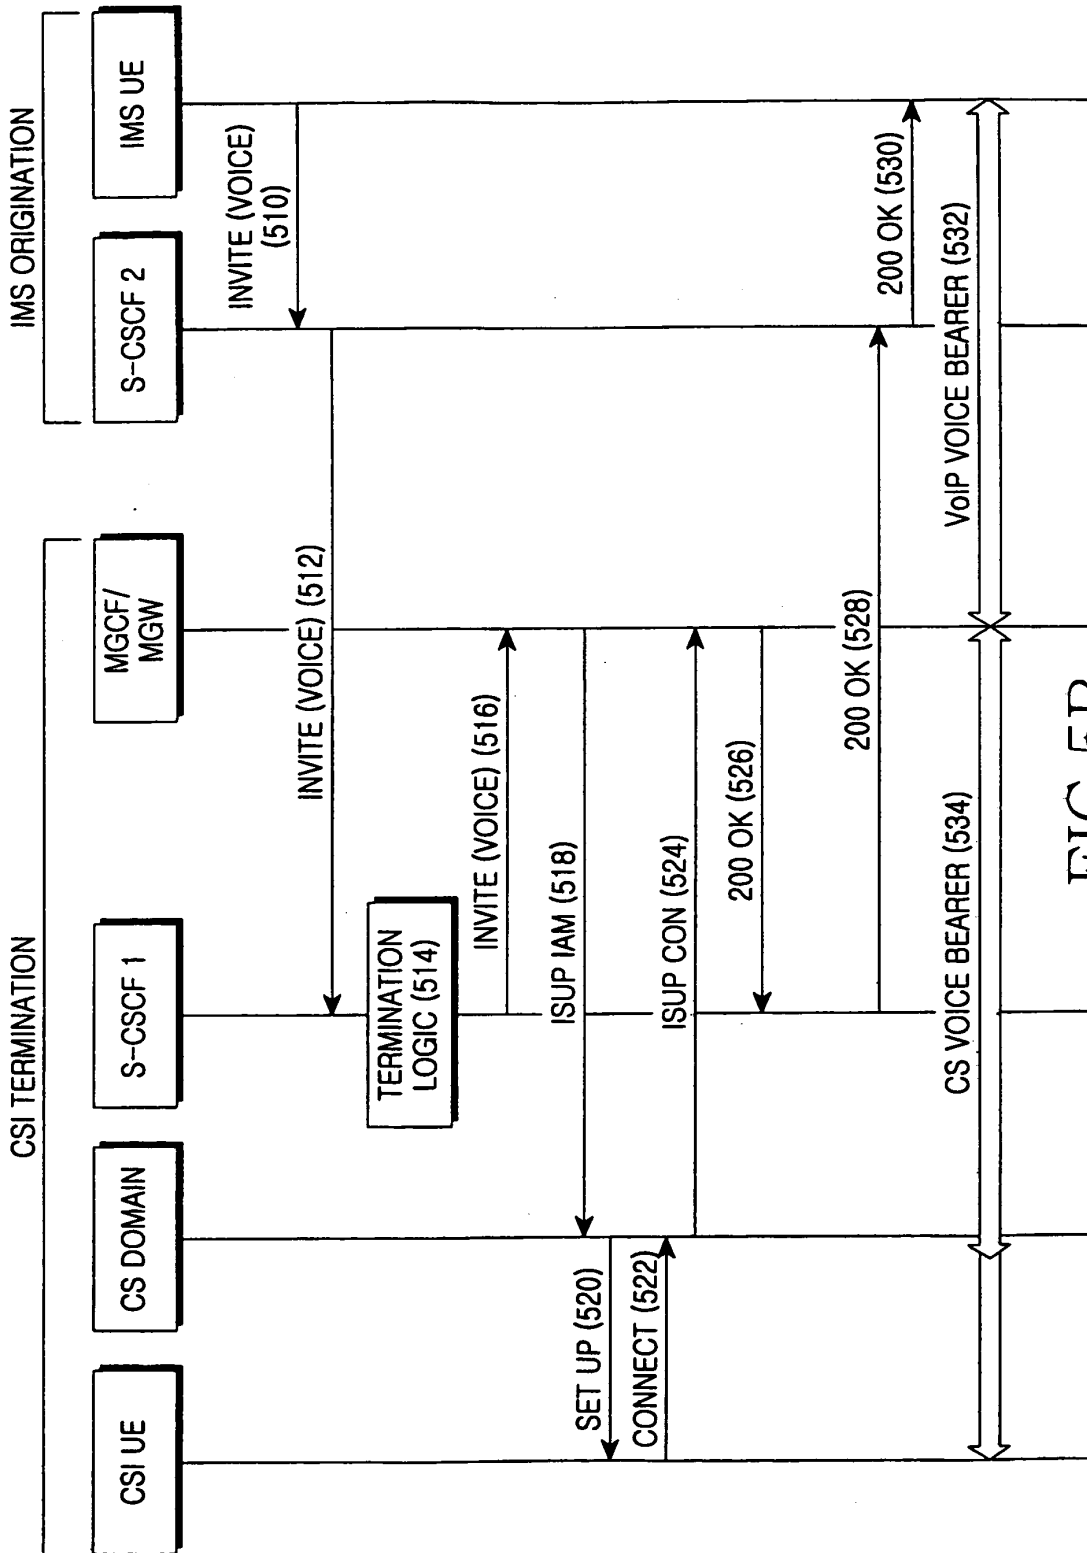 CSI TERMINATION
IMS ORIGINATION
CSI UE
CS DOMAIN
S-CSCF 1
MGCF/
MGW
S-CSCF 2
IMS UE
INVITE (VOICE)
(510)
INVITE (VOICE) (512)
TERMINATION
LOGIC (514)
INVITE (VOICE) (516)
ISUP IAM (518)
SET UP (520)
CONNECT (522)
ISUP CON (524)
200 OK (526)
200 OK (528)
200 OK (530)
CS VOICE BEARER (534)
VoIP VOICE BEARER (532)